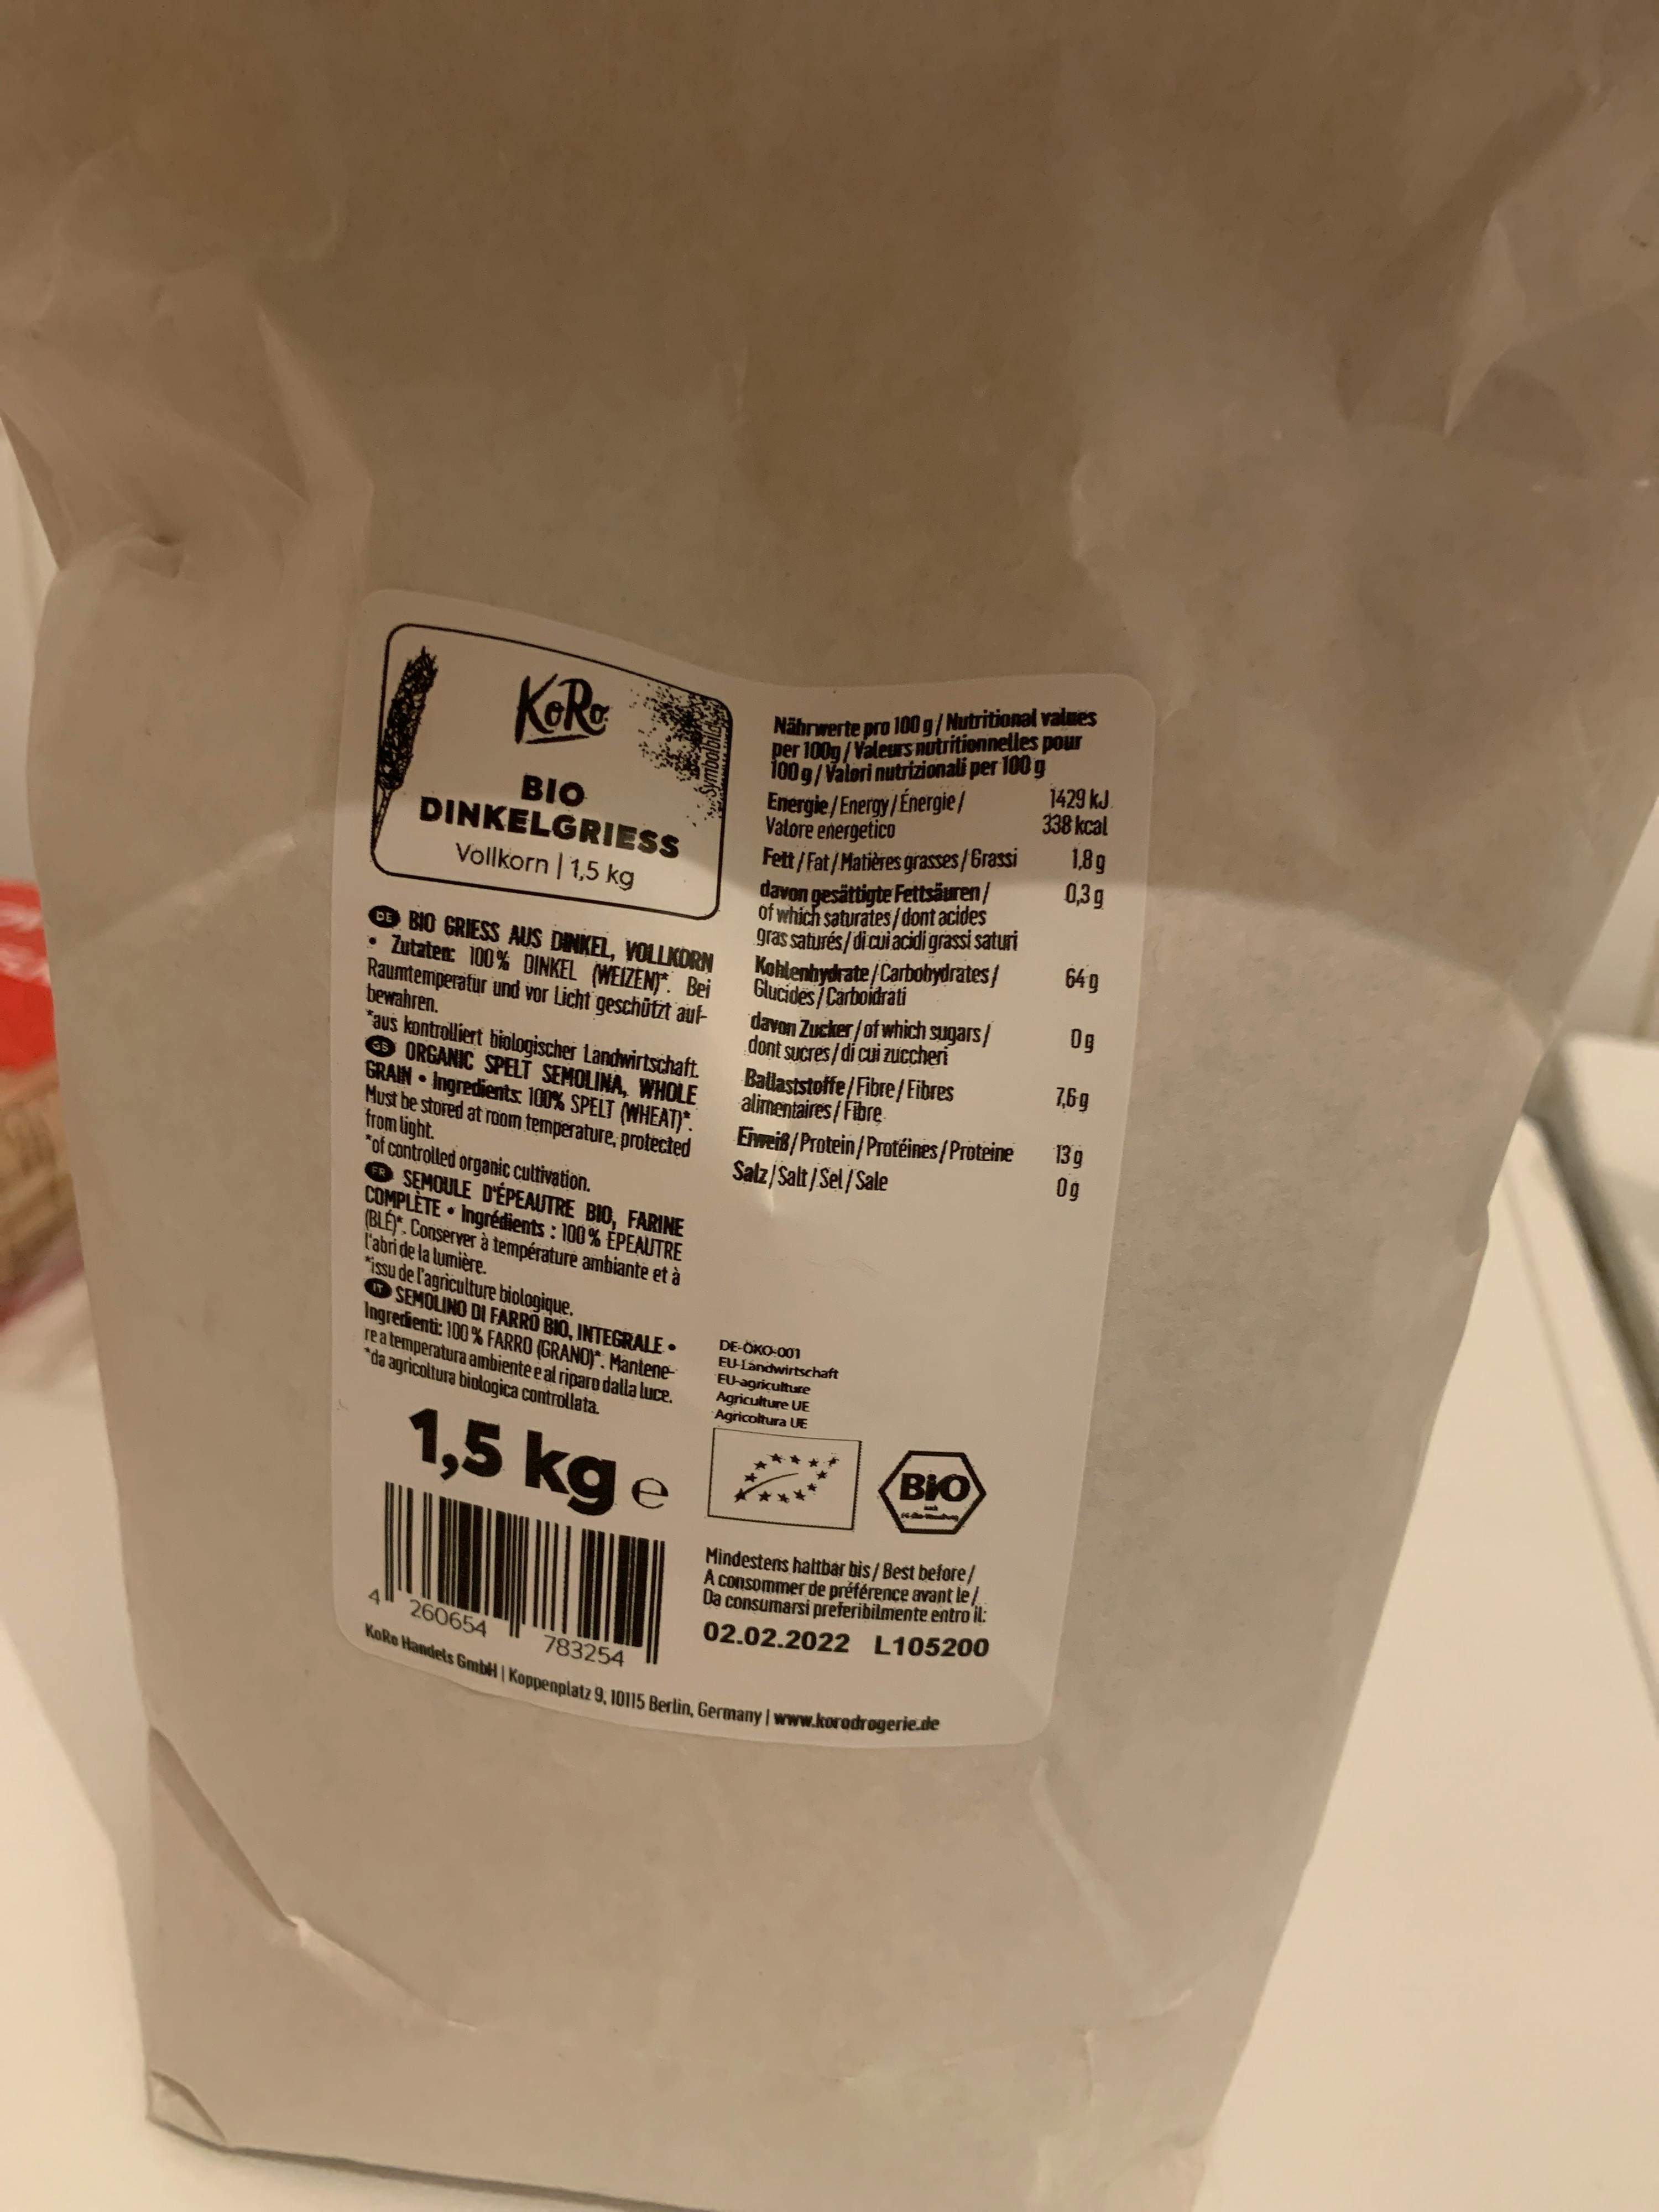 KoRo
Symbolbild
BIO
DINKELGRIESS
Vollkorn | 1,5 kg
DE BIO GRIESS AUS DINKEL, VOLLKORN
• Zutaten: 100% DINKEL (WEIZEN)*. Bei
Raumtemperatur und vor Licht geschützt auf-
bewahren.
*aus kontrolliert biologischer Landwirtschaft.
GB ORGANIC SPELT SEMOLINA, WHOLE
GRAIN • Ingredients: 100% SPELT (WHEAT)*.
Must be stored at room temperature, protected
from light.
*of controlled organic cultivation.
FR SEMOULE D'ÉPEAUTRE BIO, FARINE
COMPLÈTE • Ingrédients : 100% ÉPEAUTRE
(BLÉ)*. Conserver à température ambiante et à
l'abri de la lumière.
*issu de l'agriculture biologique.
IT SEMOLINO DI FARRO BIO, INTEGRALE •
Ingredienti: 100% FARRO (GRANO)*. Mantene-
re a temperatura ambiente e al riparo dalla luce.
*da agricoltura biologica controllata.
1,5 kg e
4 260654 783254
Nährwerte pro 100 g / Nutritional values
per 100g / Valeurs nutritionnelles pour
100 g / Valori nutrizionali per 100 g
Energie / Energy / Énergie / 1429 kJ
Valore energetico 338 kcal
Fett / Fat / Matières grasses / Grassi 1,8 g
davon gesättigte Fettsäuren / 0,3 g
of which saturates / dont acides
gras saturés / di cui acidi grassi saturi
Kohlenhydrate / Carbohydrates / 64 g
Glucides / Carboidrati
davon Zucker / of which sugars / 0 g
dont sucres / di cui zuccheri
Ballaststoffe / Fibre / Fibres 7,6 g
alimentaires / Fibre
Eiweiß / Protein / Protéines / Proteine 13 g
Salz / Salt / Sel / Sale 0 g
DE-ÖKO-001
EU-Landwirtschaft
EU-agriculture
Agriculture UE
Agricoltura UE
BIO
Mindestens haltbar bis / Best before /
A consommer de préférence avant le /
Da consumarsi preferibilmente entro il:
02.02.2022 L105200
KoRo Handels GmbH | Koppenplatz 9, 10115 Berlin, Germany | www.korodrogerie.de